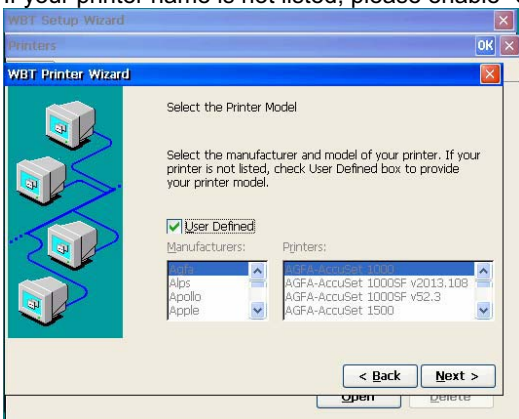 If your printer name is not listed, please enable
WBT Setup Wizard
Printers
OK
WBT Printer Wizard
Select the Printer Model
Select the manufacturer and model of your printer. If your
printer is not listed, check User Defined box to provide
your printer model.
User Defined
Manufacturers:
Printers:
Agfa
Alps
Apollo
Apple
AGFA-AccuSet 1000
AGFA-AccuSet 1000SF v2013.108
AGFA-AccuSet 1000SF v52.3
AGFA-AccuSet 1500
< Back
Next >
Open
Delete